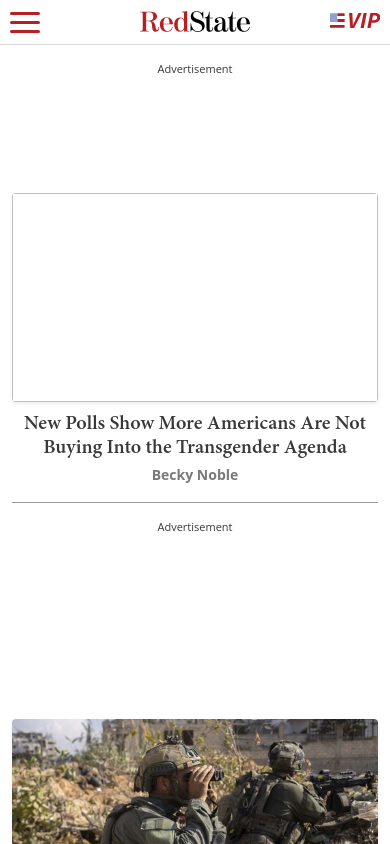 RedState
VIP
Advertisement
New Polls Show More Americans Are Not
Buying Into the Transgender Agenda
Becky Noble
Advertisement